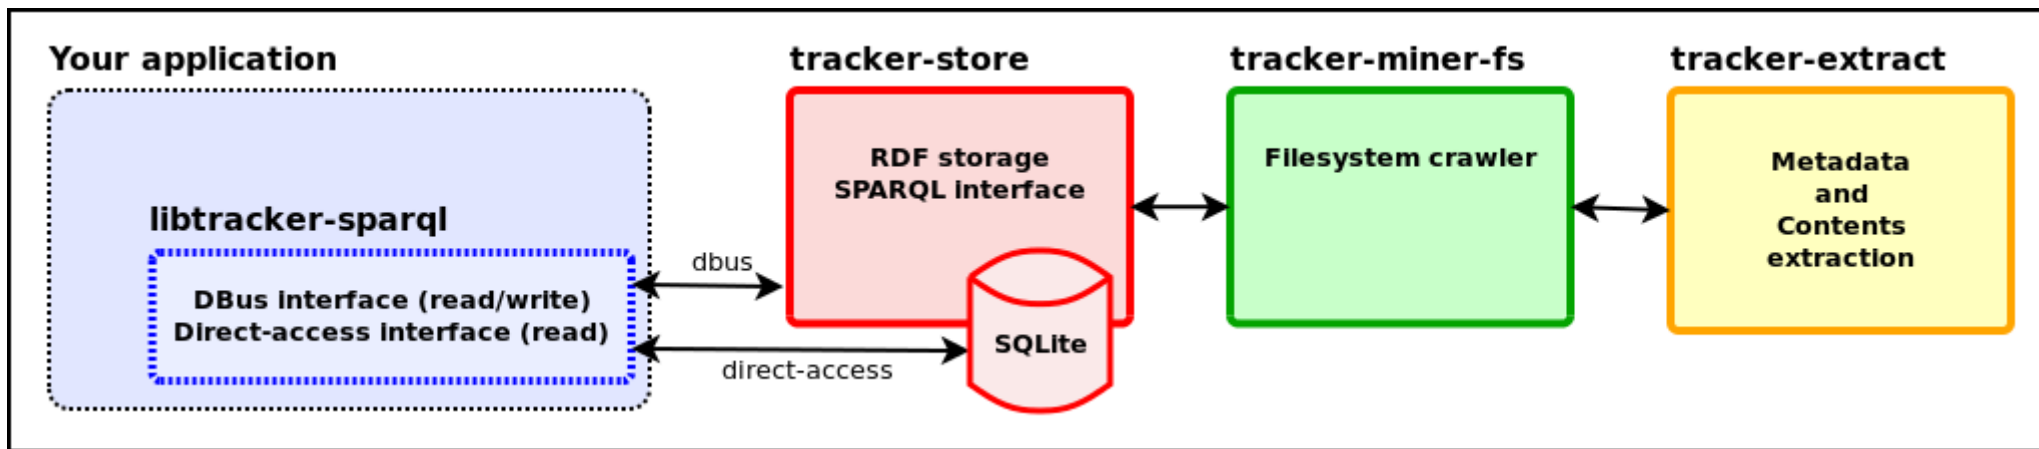 Your application
libtracker-sparql
DBus interface (read/write)
Direct-access interface (read)
dbus
direct-access
tracker-store
RDF storage
SPARQL interface
SQLite
tracker-miner-fs
Filesystem crawler
tracker-extract
Metadata
and
Contents
extraction